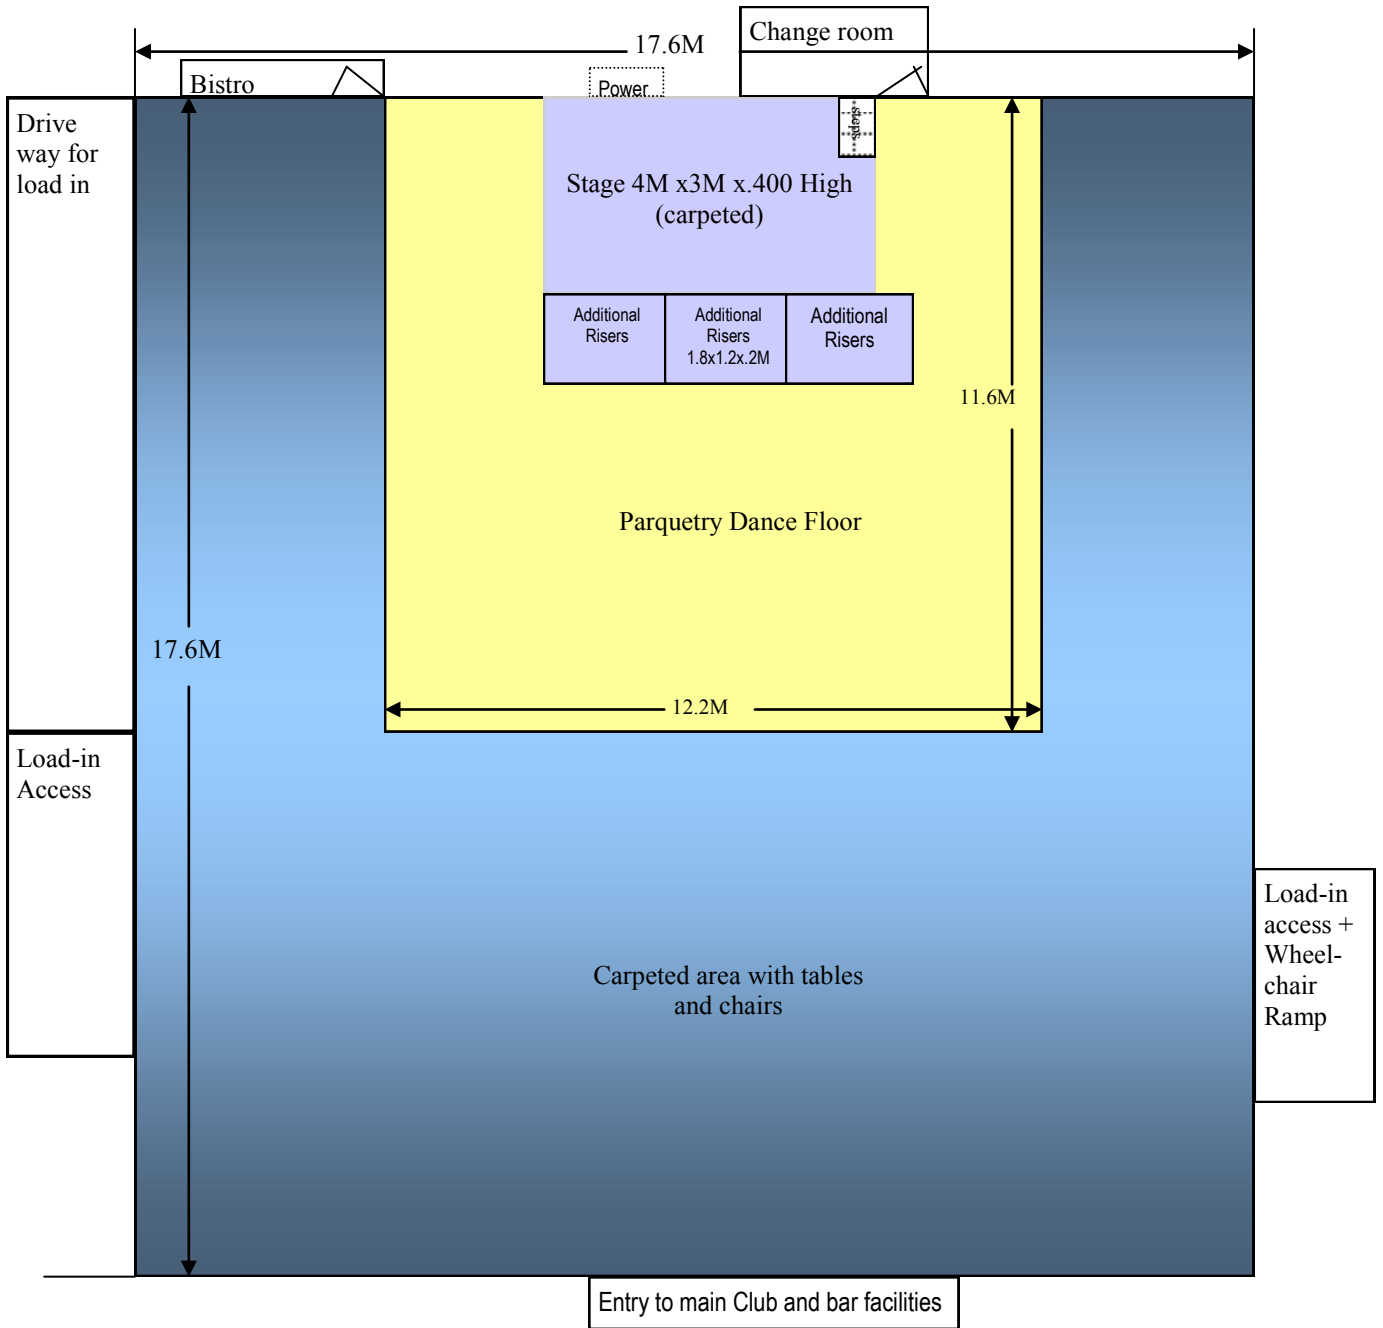 Change room
17.6M
Bistro
Power
Drive
way for
load in
steps
Stage 4M x3M x.400 High
(carpeted)
Additional
Risers
Additional
Risers
1.8x1.2x.2M
Additional
Risers
11.6M
Parquetry Dance Floor
17.6M
12.2M
Load-in
Access
Load-in
access +
Wheel-
chair
Ramp
Carpeted area with tables
and chairs
Entry to main Club and bar facilities